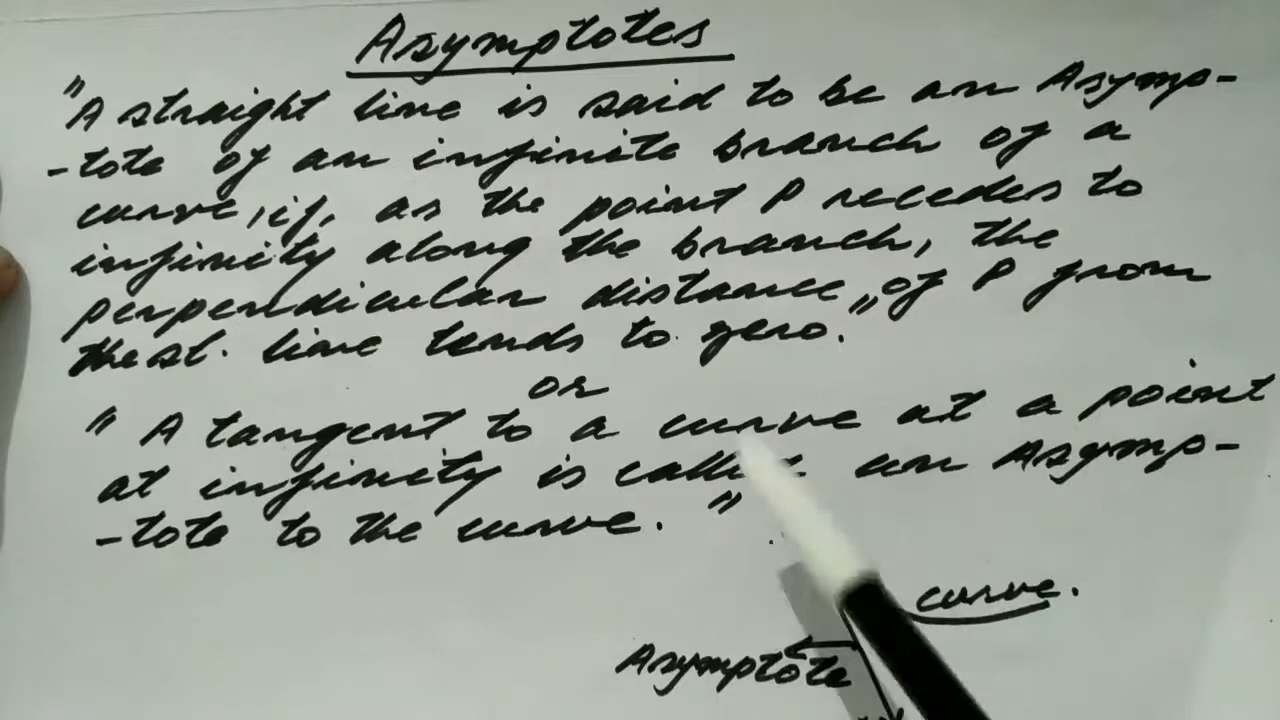 Asymptotes
"A straight line is said to be an Asymp-
-tote of an infinite branch of a
curve, if, as the point P recedes to
infinity along the branch, the
perpendicular distance of P from
the st. line tends to zero."
or
" A tangent to a curve at a point
at infinity is called an Asymp-
-tote to the curve. "
curve.
Asymptote